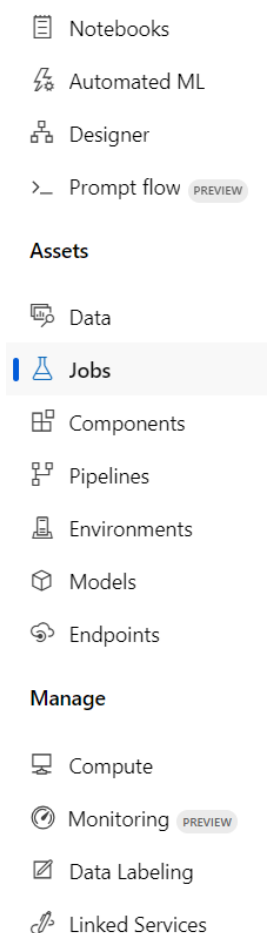 Notebooks
Automated ML
Designer
Prompt flow PREVIEW
Assets
Data
Jobs
Components
Pipelines
Environments
Models
Endpoints
Manage
Compute
Monitoring PREVIEW
Data Labeling
Linked Services